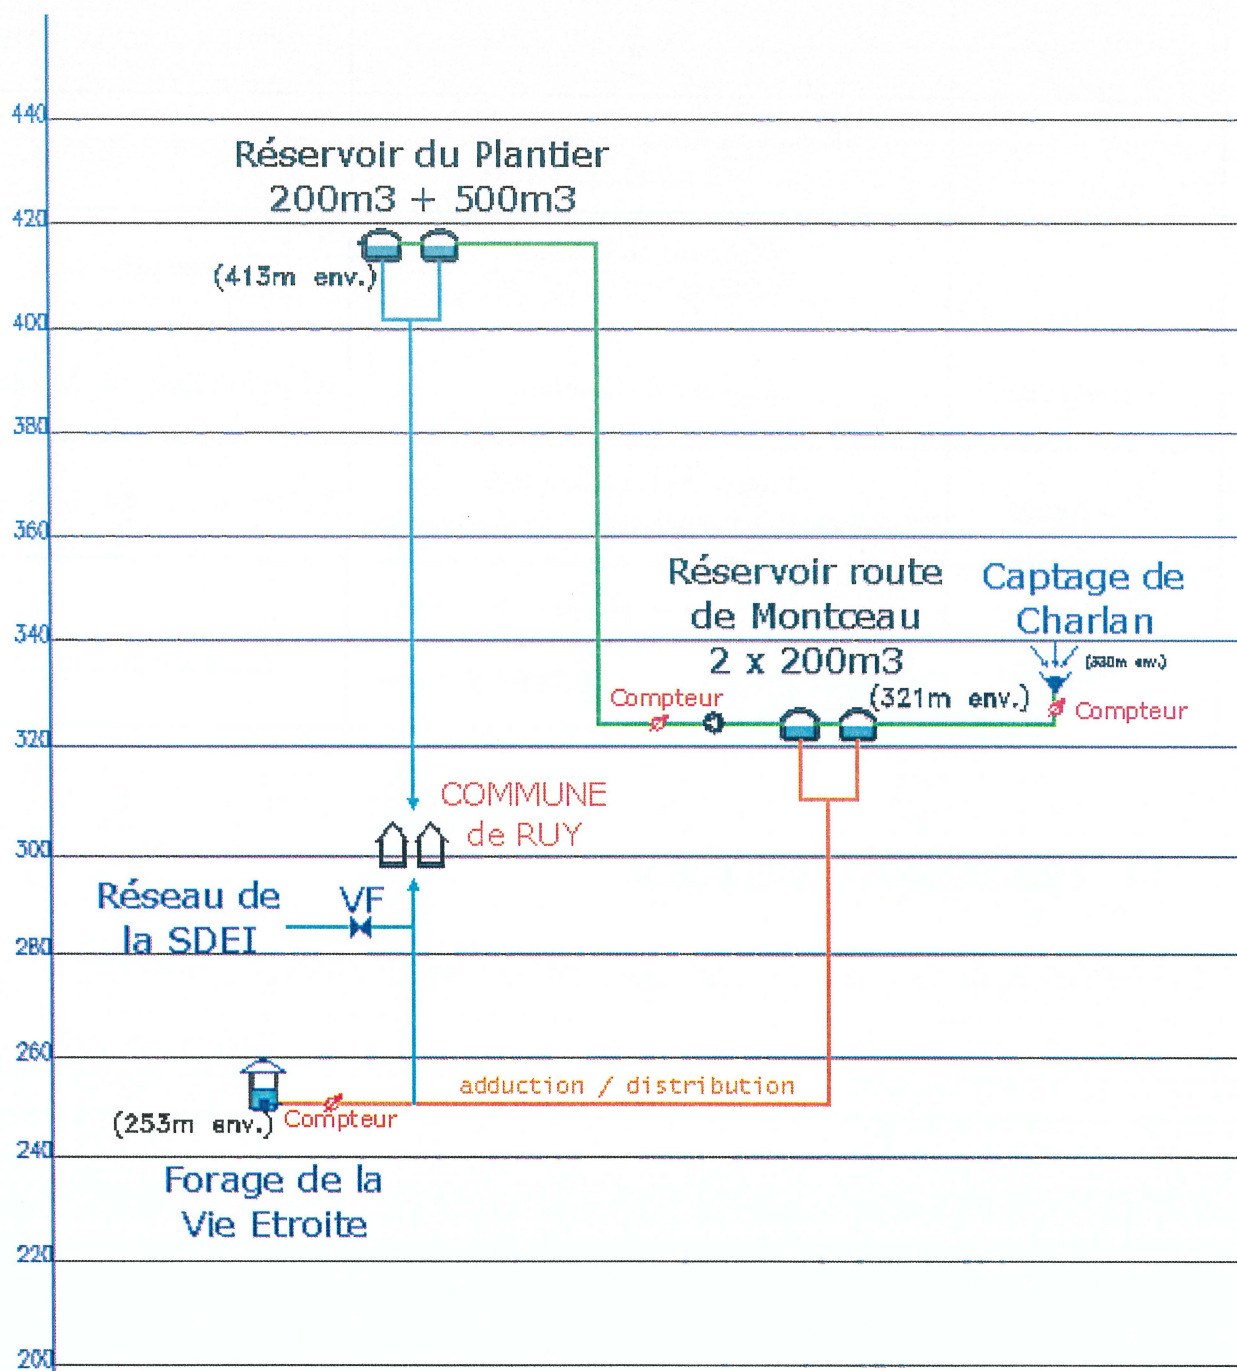 440
Réservoir du Plantier
200m3 + 500m3
420
(413m env.)
400
380
360
Réservoir route
de Montceau
2 x 200m3
Captage de
Charlan
340
(330m env.)
(321m env.)
Compteur
Compteur
320
COMMUNE
de RUY
300
Réseau de
la SDEI
VF
280
260
adduction / distribution
(253m env.)
Compteur
240
Forage de la
Vie Etroite
220
200